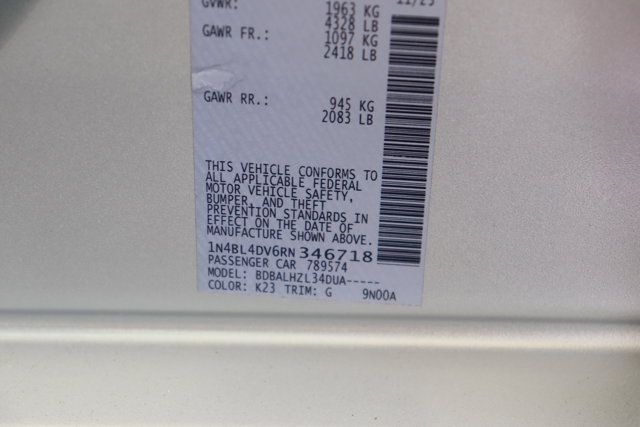 GVWR: 1963 KG 11/23
4328 LB
GAWR FR.: 1097 KG
2418 LB
GAWR RR.: 945 KG
2083 LB
THIS VEHICLE CONFORMS TO
ALL APPLICABLE FEDERAL
MOTOR VEHICLE SAFETY,
BUMPER, AND THEFT
PREVENTION STANDARDS IN
EFFECT ON THE DATE OF
MANUFACTURE SHOWN ABOVE.
1N4BL4DV6RN346718
PASSENGER CAR 789574
MODEL: BDBALHZL34DUA-----
COLOR: K23 TRIM: G 9N00A